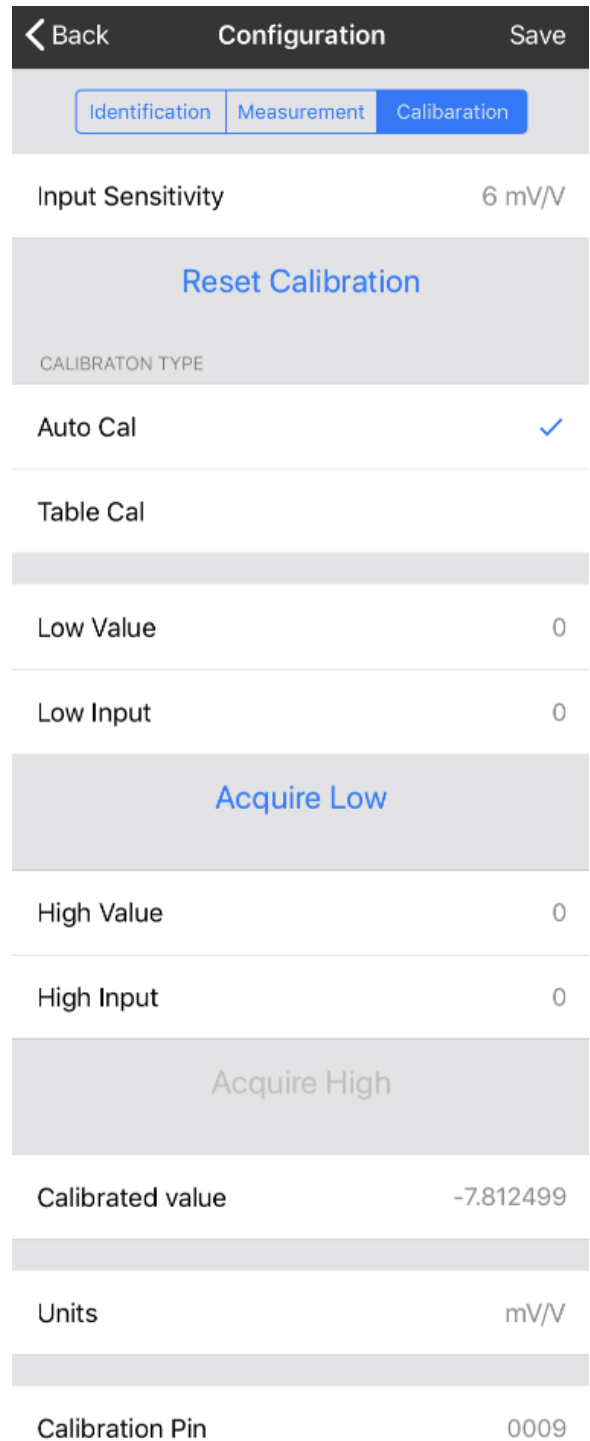 Back Configuration Save
Identification Measurement Calibaration
Input Sensitivity 6 mV/V
Reset Calibration
CALIBRATON TYPE
Auto Cal
Table Cal
Low Value 0
Low Input 0
Acquire Low
High Value 0
High Input 0
Acquire High
Calibrated value -7.812499
Units mV/V
Calibration Pin 0009